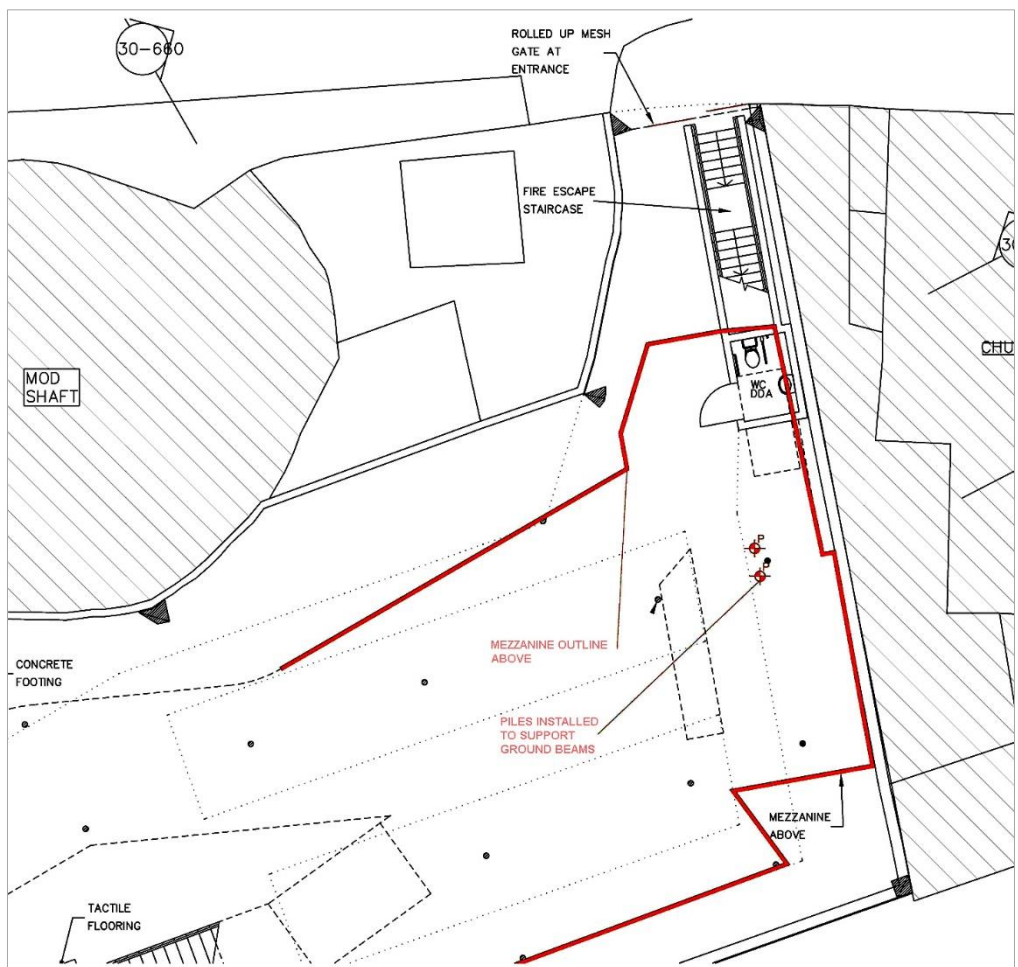 30-660
ROLLED UP MESH
GATE AT
ENTRANCE
FIRE ESCAPE
STAIRCASE
30
MOD
SHAFT
CHU
WC
DDA
P
P
MEZZANINE OUTLINE
ABOVE
CONCRETE
FOOTING
PILES INSTALLED
TO SUPPORT
GROUND BEAMS
MEZZANINE
ABOVE
TACTILE
FLOORING